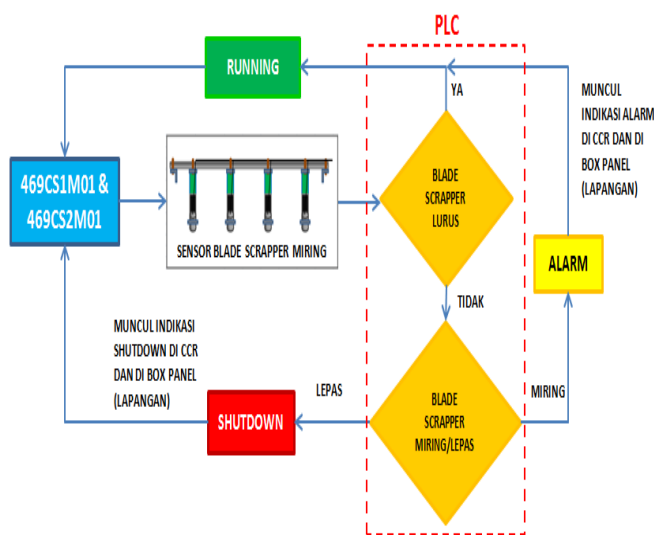 PLC
RUNNING
YA
MUNCUL
INDIKASI ALARM
DI CCR DAN DI
BOX PANEL
(LAPANGAN)
469CS1M01 &
469CS2M01
SENSOR BLADE SCRAPPER MIRING
BLADE
SCRAPPER
LURUS
ALARM
TIDAK
MUNCUL INDIKASI
SHUTDOWN DI CCR
DAN DI BOX PANEL
(LAPANGAN)
LEPAS
SHUTDOWN
BLADE
SCRAPPER
MIRING/LEPAS
MIRING